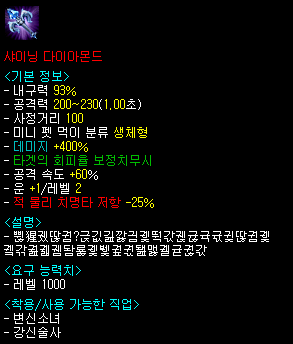 샤이닝 다이아몬드
<기본 정보>
- 내구력 93%
- 공격력 200~230(1,00초)
- 사정거리 100
- 미니 펫 먹이 분류 생체형
- 데미지 +400%
- 타겟의 회피율 보정치무시
- 공격 속도 +60%
- 운 +1/레벨 2
- 적 물리 치명타 저항 -25%
<설명>
<요구 능력치>
- 레벨 1000
<착용/사용 가능한 직업>
- 변신소녀
- 강신술사